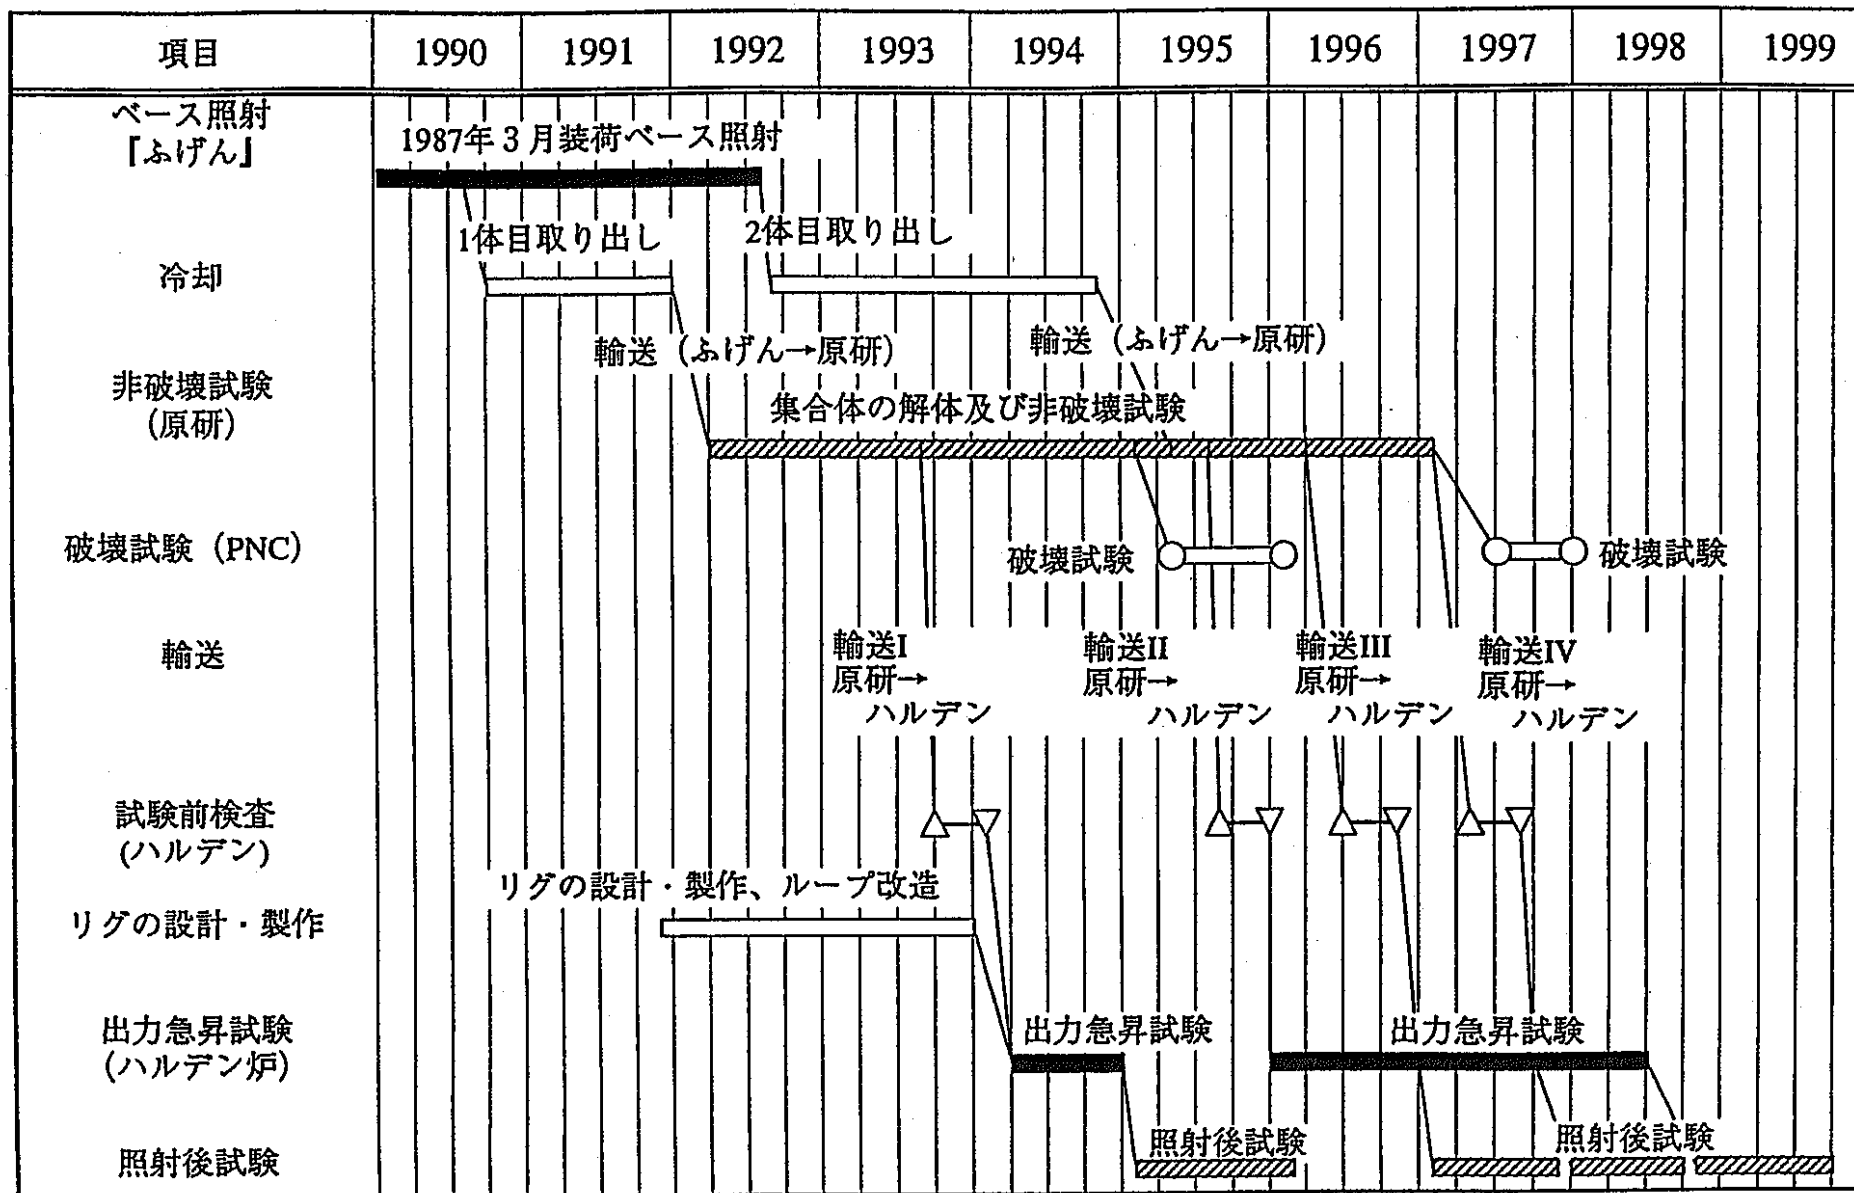 項目 1990 1991 1992 1993 1994 1995 1996 1997 1998 1999
ベース照射
『ふげん』
1987年3月装荷ベース照射
1体目取り出し
2体目取り出し
冷却
輸送（ふげん→原研）
輸送（ふげん→原研）
非破壊試験
(原研)
集合体の解体及び非破壊試験
破壊試験（PNC）
破壊試験
破壊試験
輸送
輸送I
原研→
ハルデン
輸送II
原研→
ハルデン
輸送III
原研→
ハルデン
輸送IV
原研→
ハルデン
試験前検査
(ハルデン)
リグの設計・製作、ループ改造
リグの設計・製作
出力急昇試験
(ハルデン炉)
出力急昇試験
出力急昇試験
照射後試験
照射後試験
照射後試験